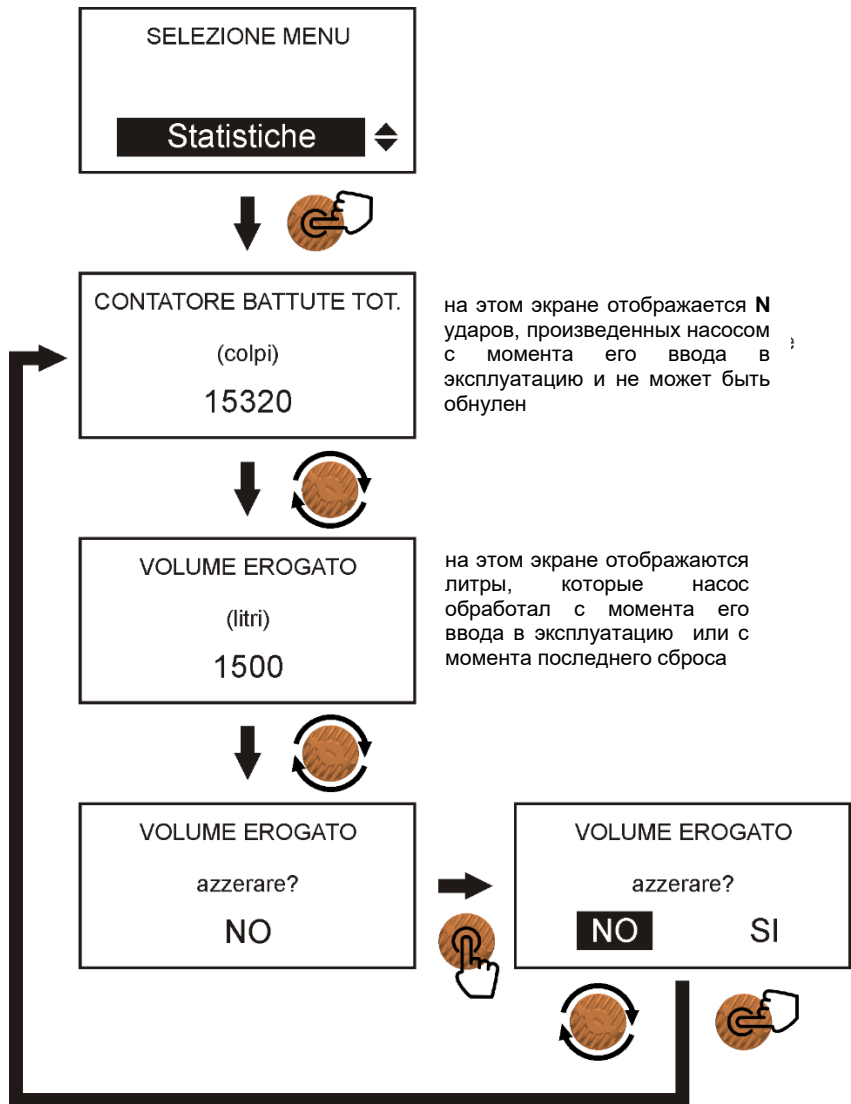 SELEZIONE MENU
Statistiche
CONTATORE BATTUTE TOT.
(colpi)
15320
на этом экране отображается N
ударов, произведенных насосом
с момента его ввода в
эксплуатацию и не может быть
обнулен
VOLUME EROGATO
(litri)
1500
на этом экране отображаются
литры, которые насос
обработал с момента его
ввода в эксплуатацию или с
момента последнего сброса
VOLUME EROGATO
azzerare?
NO
VOLUME EROGATO
azzerare?
NO SI